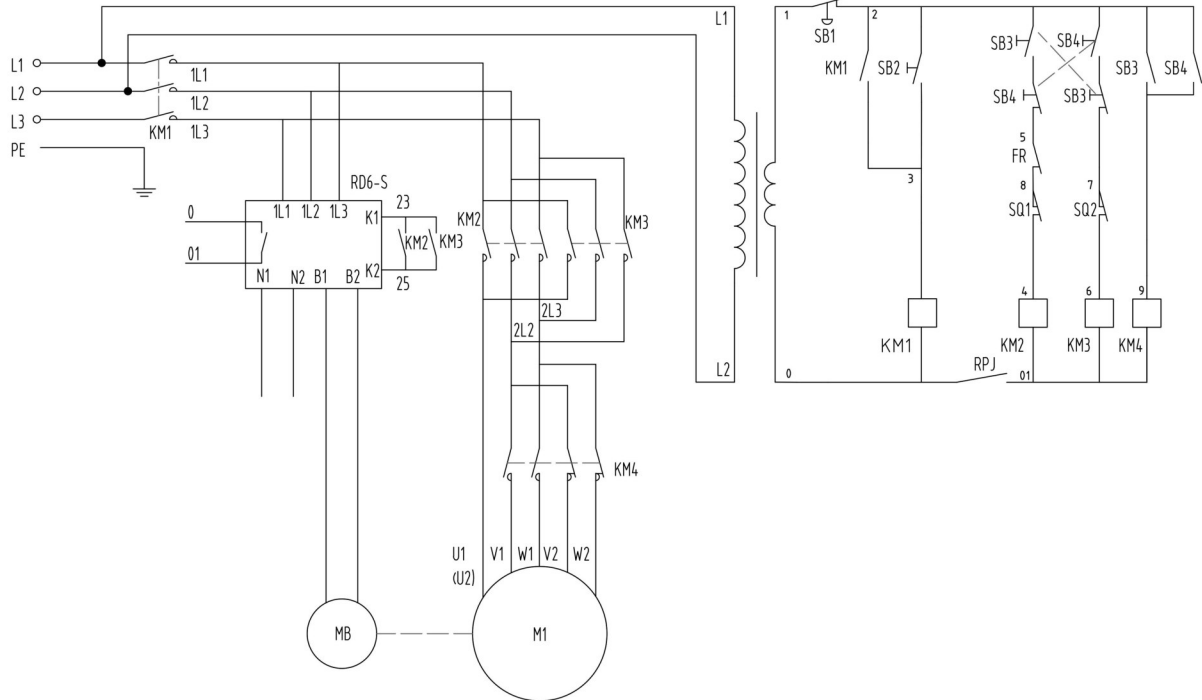 L1
1
2
SB1
SB3
SB4
L1
1L1
KM1
SB2
SB3
SB4
L2
1L2
SB4
SB3
L3
KM1
1L3
PE
5
FR
3
RD6-S
8
7
0
1L1
1L2
1L3
K1
23
KM2
KM3
SQ1
SQ2
KM2
KM3
01
N1
N2
B1
B2
K2
25
4
6
9
2L3
2L2
KM1
KM2
KM3
KM4
L2
0
RPJ
01
KM4
U1
V1
W1
V2
W2
(U2)
MB
M1